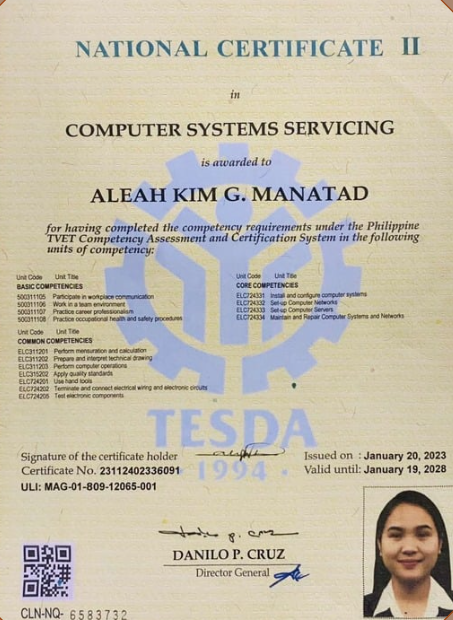 NATIONAL CERTIFICATE II
in
COMPUTER SYSTEMS SERVICING
is awarded to
ALEAH KIM G. MANATAD
for having completed the competency requirements under the Philippine
TVET Competency Assessment and Certification System in the following
units of competency:
Unit Code Unit Title
BASIC COMPETENCIES
500311105 Participate in workplace communication
500311106 Work in a team environment
500311107 Practice career professionalism
500311108 Practice occupational health and safety procedures
Unit Code Unit Title
COMMON COMPETENCIES
ELC311201 Perform mensuration and calculation
ELC311202 Prepare and interpret technical drawing
ELC311203 Perform computer operations
ELC315202 Apply quality standards
ELC724201 Use hand tools
ELC724202 Terminate and connect electrical wiring and electronic circuits
ELC724205 Test electronic components
Unit Code Unit Title
CORE COMPETENCIES
ELC724331 Install and configure computer systems
ELC724332 Set-up Computer Networks
ELC724333 Set-up Computer Servers
ELC724334 Maintain and Repair Computer Systems and Networks
TESDA
· 1994 ·
Signature of the certificate holder
Certificate No. 23112402336091
ULI: MAG-01-809-12065-001
Issued on : January 20, 2023
Valid until: January 19, 2028
DANILO P. CRUZ
Director General
CLN-NQ- 6583732